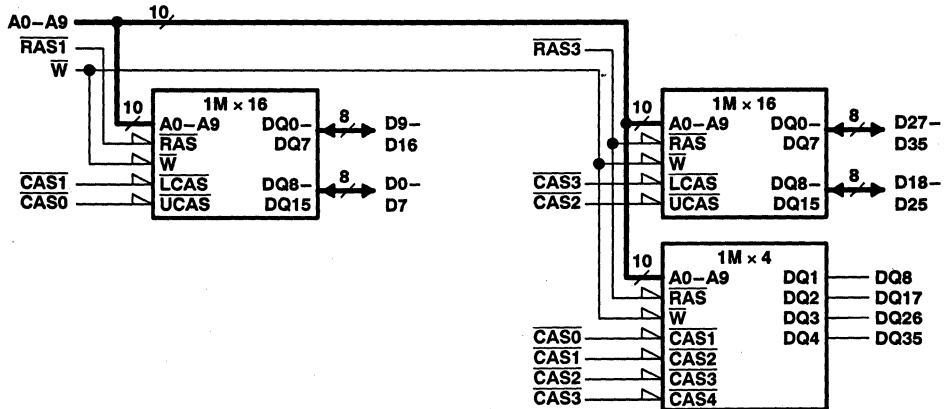 A0–A9
10
RAS1
RAS3
W
10
1M × 16
A0–A9
RAS
W
LCAS
UCAS
DQ0–
DQ7
DQ8–
DQ15
8
D9–
D16
8
D0–
D7
CAS1
CAS0
10
1M × 16
A0–A9
RAS
W
LCAS
UCAS
DQ0–
DQ7
DQ8–
DQ15
8
D27–
D35
8
D18–
D25
CAS3
CAS2
10
1M × 4
A0–A9
RAS
W
CAS1
CAS2
CAS3
CAS4
DQ1
DQ2
DQ3
DQ4
DQ8
DQ17
DQ26
DQ35
CAS0
CAS1
CAS2
CAS3